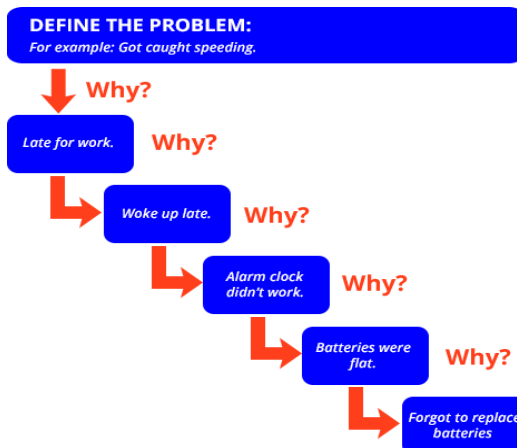 DEFINE THE PROBLEM:
For example: Got caught speeding.
Why?
Late for work.
Why?
Woke up late.
Why?
Alarm clock
didn't work.
Why?
Batteries were
flat.
Why?
Forgot to replace
batteries